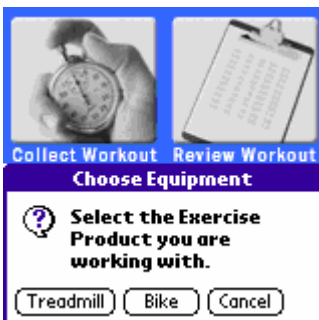 Collect Workout Review Workout
Choose Equipment
Select the Exercise
Product you are
working with.
Treadmill Bike Cancel